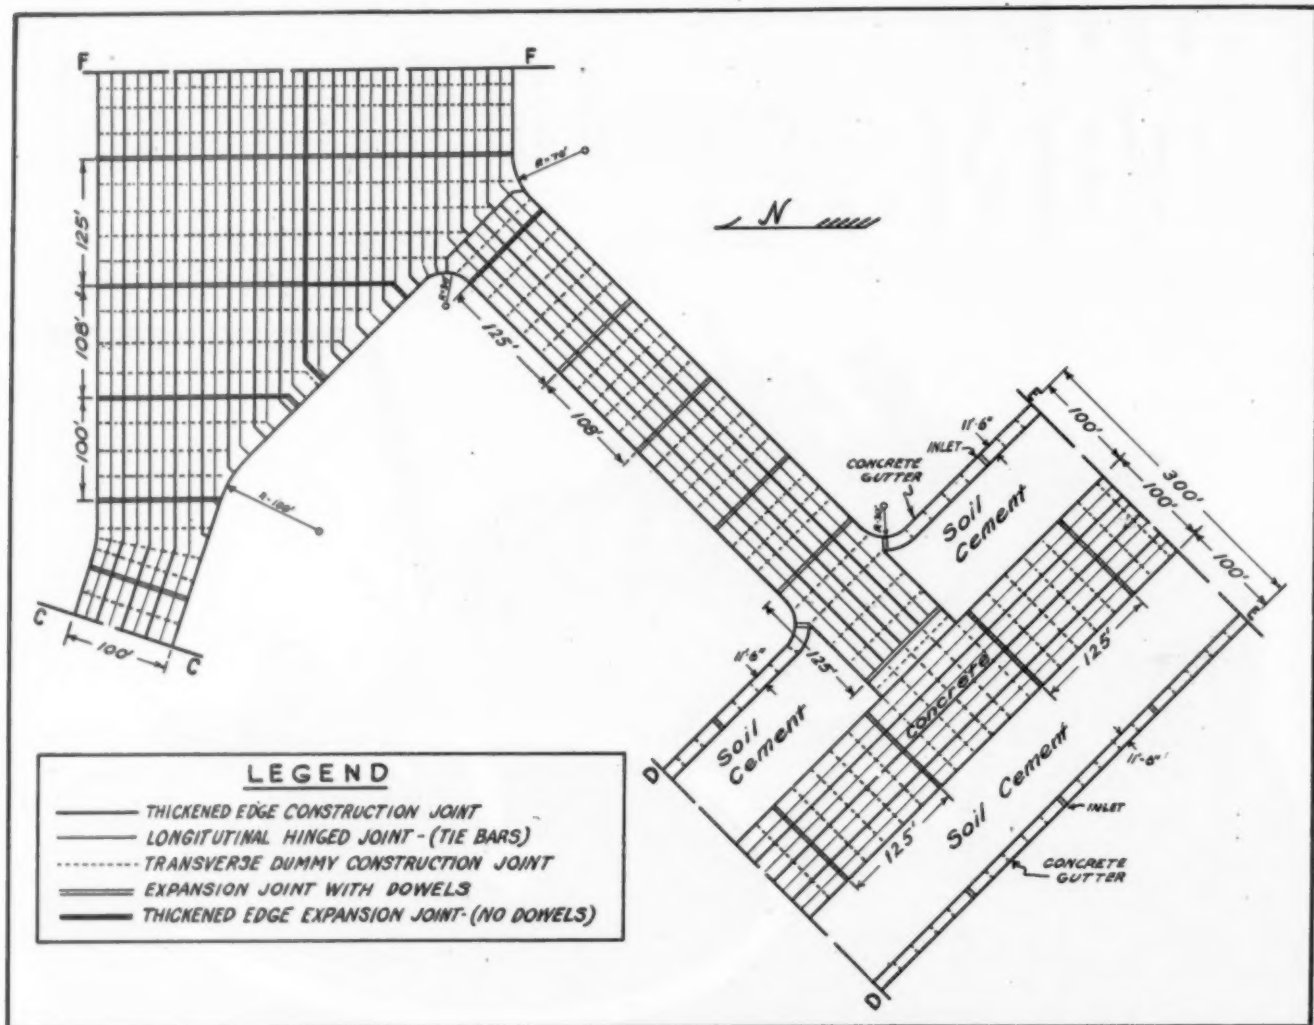 F
F
R=70'
N
125'
108'
100'
R=100'
C
C
100'
125'
108'
125'
11'-6"
INLET
CONCRETE
GUTTER
Soil
Cement
100'
100'
100'
300'
E
E
11'-6"
Concrete
125'
125'
Soil
Cement
Soil Cement
11'-6"
INLET
CONCRETE
GUTTER
D
D
LEGEND
THICKENED EDGE CONSTRUCTION JOINT
LONGITUTINAL HINGED JOINT-(TIE BARS)
TRANSVERSE DUMMY CONSTRUCTION JOINT
EXPANSION JOINT WITH DOWELS
THICKENED EDGE EXPANSION JOINT-(NO DOWELS)